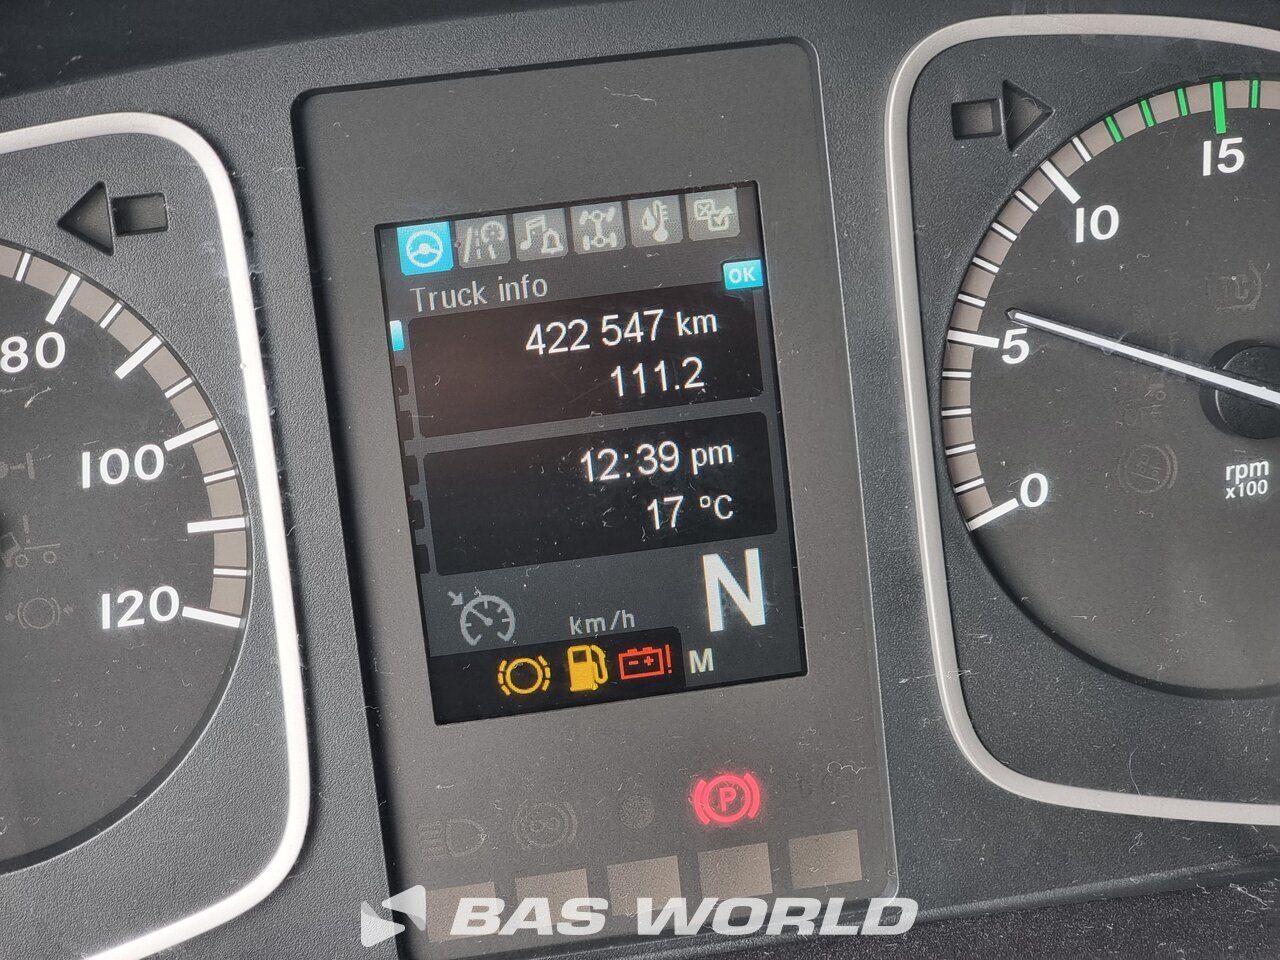 Truck info
OK
422 547 km
111.2
12:39 pm
17 °C
N
km/h
M
P
80
100
120
15
10
5
0
rpm
x100
BAS WORLD